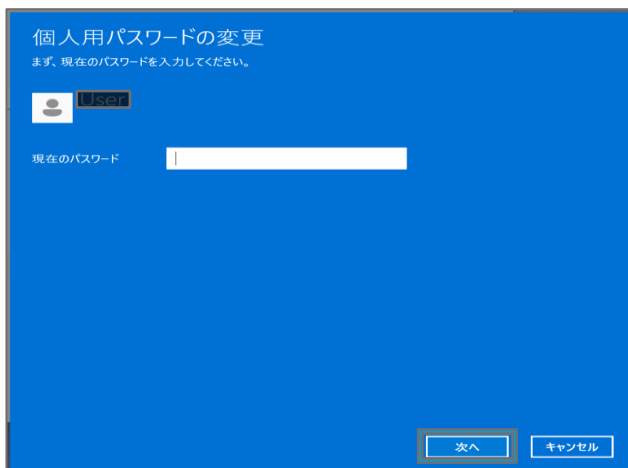 個人用パスワードの変更
まず、現在のパスワードを入力してください。
User
現在のパスワード
次へ
キャンセル